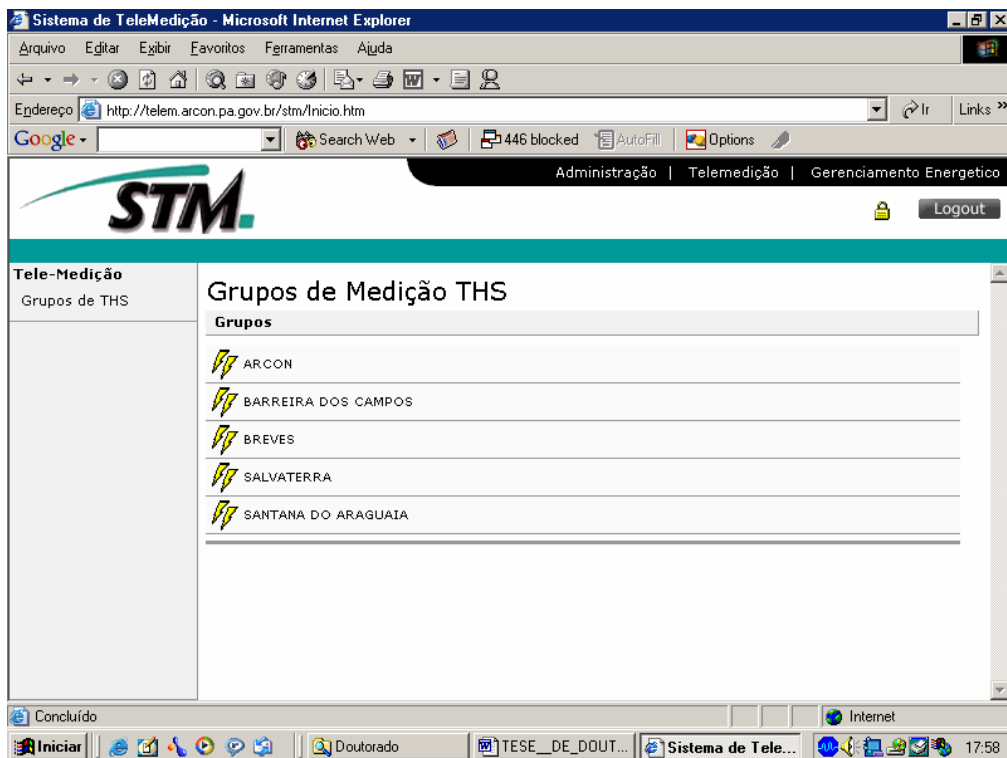 Sistema de TeleMedição - Microsoft Internet Explorer
Arquivo Editar Exibir Favoritos Ferramentas Ajuda
Endereço http://telem.arcon.pa.gov.br/stm/Inicio.htm Ir Links »
Google Search Web 446 blocked AutoFill Options
Administração | Telemedição | Gerenciamento Energetico
STM
Logout
Tele-Medição
Grupos de THS
Grupos de Medição THS
Grupos
ARCON
BARREIRA DOS CAMPOS
BREVES
SALVATERRA
SANTANA DO ARAGUAIA
Concluído Internet
Iniciar Doutorado TESE__DE_DOUT... Sistema de Tele... 17:58